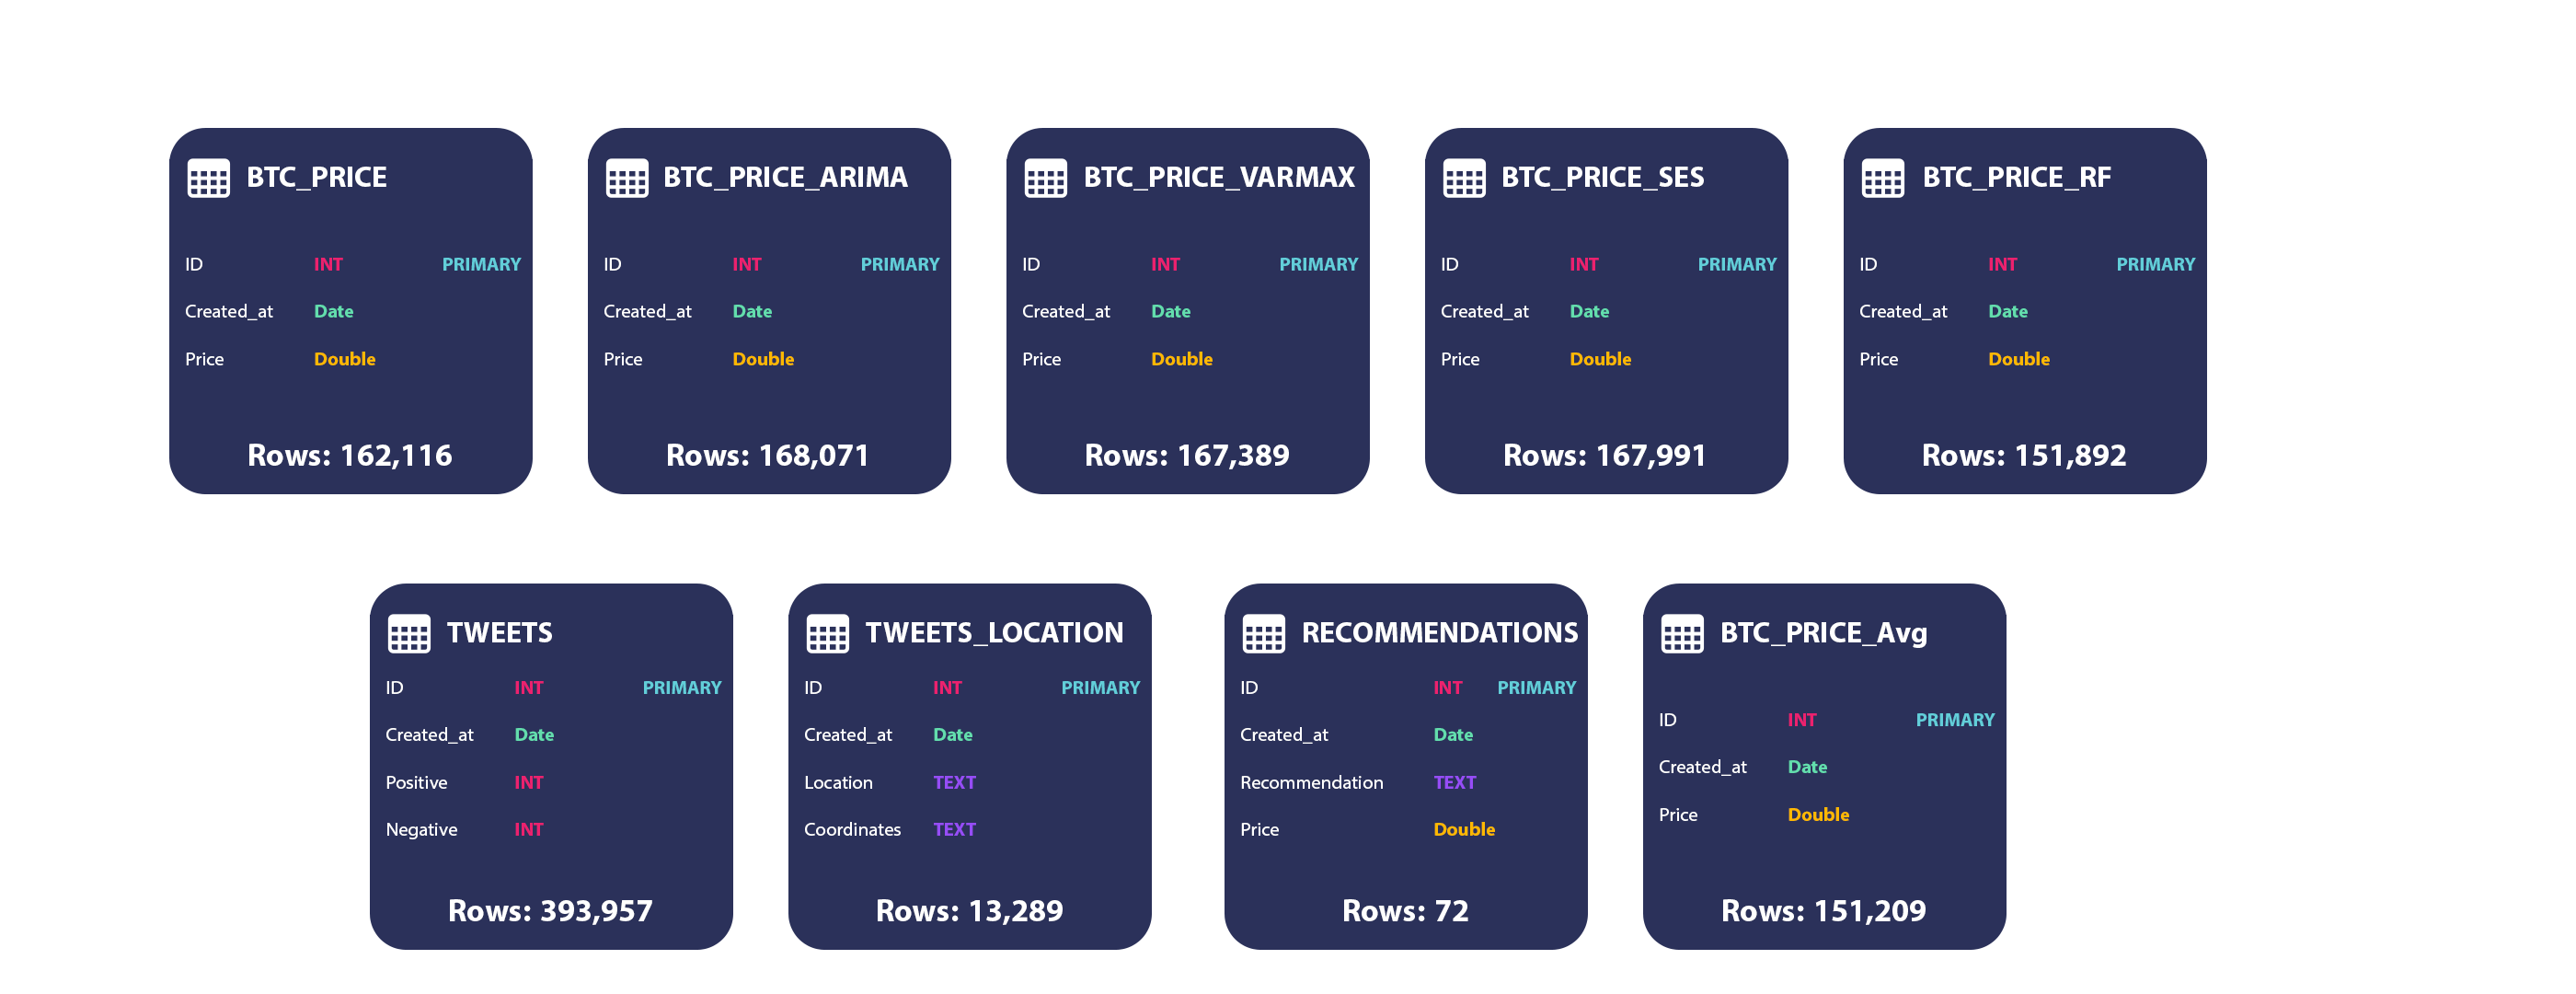 BTC_PRICE
ID INT PRIMARY
Created_at Date
Price Double
Rows: 162,116
BTC_PRICE_ARIMA
ID INT PRIMARY
Created_at Date
Price Double
Rows: 168,071
BTC_PRICE_VARMAX
ID INT PRIMARY
Created_at Date
Price Double
Rows: 167,389
BTC_PRICE_SES
ID INT PRIMARY
Created_at Date
Price Double
Rows: 167,991
BTC_PRICE_RF
ID INT PRIMARY
Created_at Date
Price Double
Rows: 151,892
TWEETS
ID INT PRIMARY
Created_at Date
Positive INT
Negative INT
Rows: 393,957
TWEETS_LOCATION
ID INT PRIMARY
Created_at Date
Location TEXT
Coordinates TEXT
Rows: 13,289
RECOMMENDATIONS
ID INT PRIMARY
Created_at Date
Recommendation TEXT
Price Double
Rows: 72
BTC_PRICE_Avg
ID INT PRIMARY
Created_at Date
Price Double
Rows: 151,209